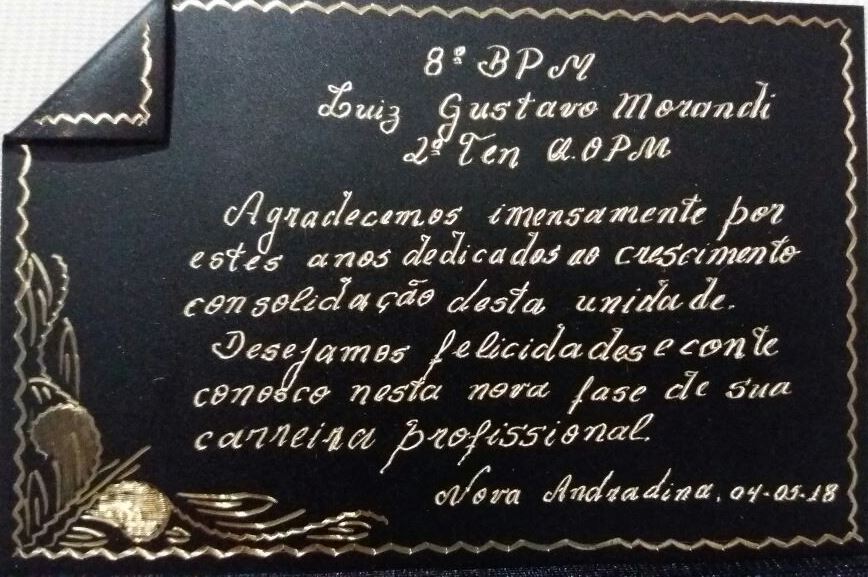 8º BPM
Luiz Gustavo Morandi
2º Ten Q.OPM
Agradecemos imensamente por
estes anos dedicados ao crescimento
consolidação desta unidade.
Desejamos felicidades e conte
conosco nesta nova fase de sua
carreira profissional.
Nova Andradina, 04-05-18